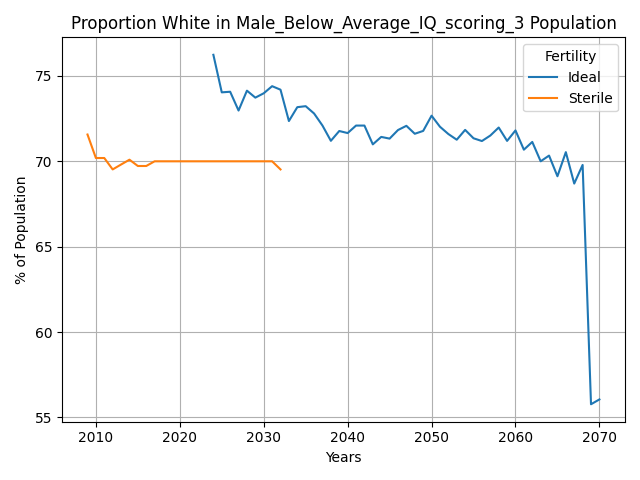 Proportion White in Male_Below_Average_IQ_scoring_3 Population
Fertility
Ideal
Sterile
75
70
65
60
55
% of Population
2010 2020 2030 2040 2050 2060 2070
Years